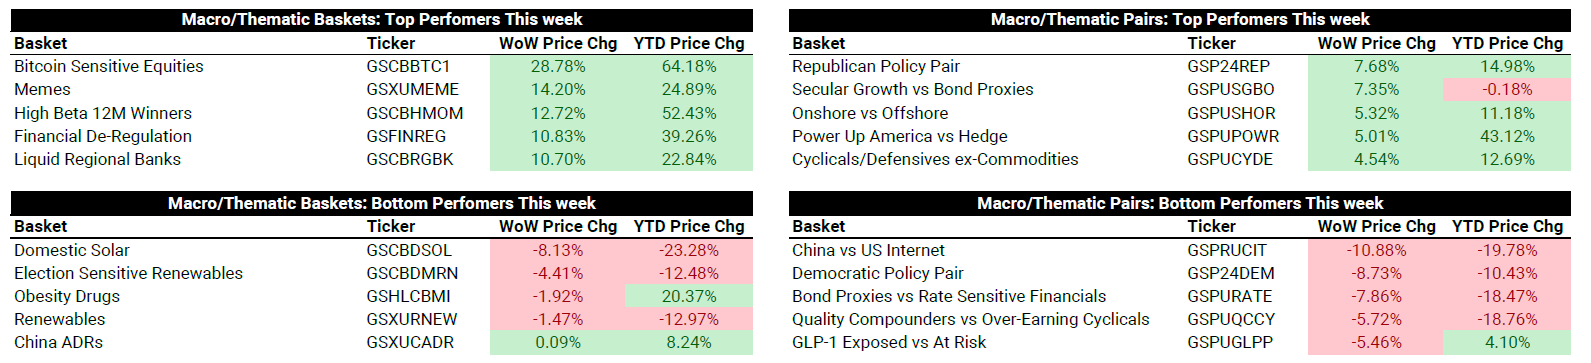 Macro/Thematic Baskets: Top Perfomers This week
Basket Ticker WoW Price Chg YTD Price Chg
Bitcoin Sensitive Equities GSCBBTC1 28.78% 64.18%
Memes GSXUMEME 14.20% 24.89%
High Beta 12M Winners GSCBHMOM 12.72% 52.43%
Financial De-Regulation GSFINREG 10.83% 39.26%
Liquid Regional Banks GSCBRGBK 10.70% 22.84%
Macro/Thematic Pairs: Top Perfomers This week
Basket Ticker WoW Price Chg YTD Price Chg
Republican Policy Pair GSP24REP 7.68% 14.98%
Secular Growth vs Bond Proxies GSPUSGBO 7.35% -0.18%
Onshore vs Offshore GSPUSHOR 5.32% 11.18%
Power Up America vs Hedge GSPUPOWR 5.01% 43.12%
Cyclicals/Defensives ex-Commodities GSPUCYDE 4.54% 12.69%
Macro/Thematic Baskets: Bottom Perfomers This week
Basket Ticker WoW Price Chg YTD Price Chg
Domestic Solar GSCBDSOL -8.13% -23.28%
Election Sensitive Renewables GSCBDMRN -4.41% -12.48%
Obesity Drugs GSHLCBMI -1.92% 20.37%
Renewables GSXURNEW -1.47% -12.97%
China ADRs GSXUCADR 0.09% 8.24%
Macro/Thematic Pairs: Bottom Perfomers This week
Basket Ticker WoW Price Chg YTD Price Chg
China vs US Internet GSPRUCIT -10.88% -19.78%
Democratic Policy Pair GSP24DEM -8.73% -10.43%
Bond Proxies vs Rate Sensitive Financials GSPURATE -7.86% -18.47%
Quality Compounders vs Over-Earning Cyclicals GSPUQCCY -5.72% -18.76%
GLP-1 Exposed vs At Risk GSPUGLPP -5.46% 4.10%